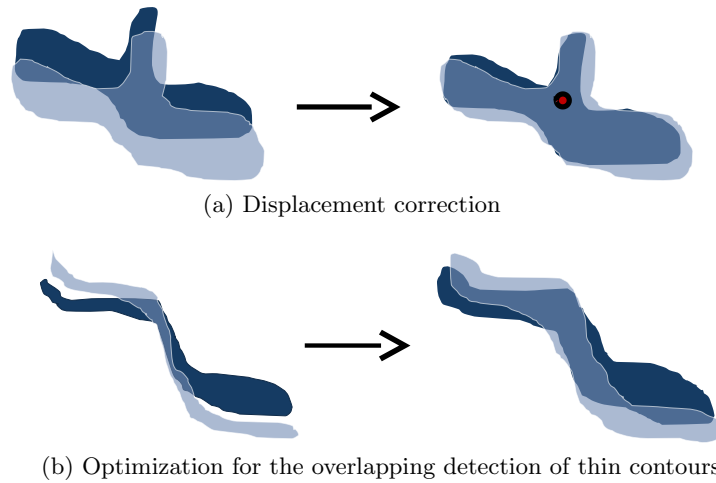 (a) Displacement correction
(b) Optimization for the overlapping detection of thin contours